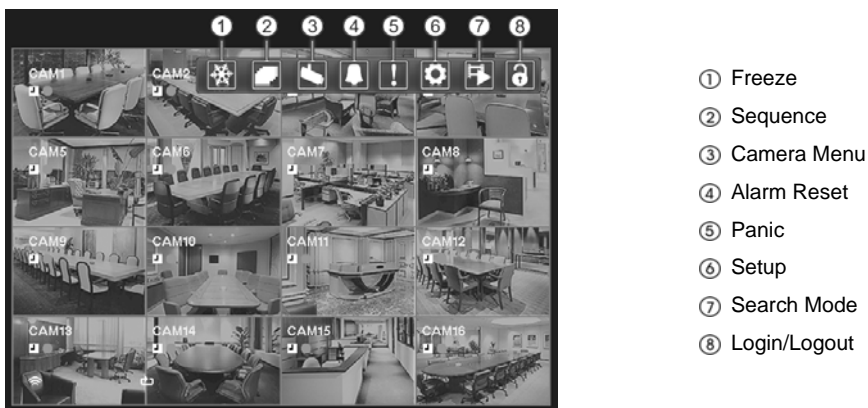 ① ② ③ ④ ⑤ ⑥ ⑦ ⑧
CAM1 CAM2
CAM5 CAM6 CAM7 CAM8
CAM9 CAM10 CAM11 CAM12
CAM13 CAM14 CAM15 CAM16
① Freeze
② Sequence
③ Camera Menu
④ Alarm Reset
⑤ Panic
⑥ Setup
⑦ Search Mode
⑧ Login/Logout